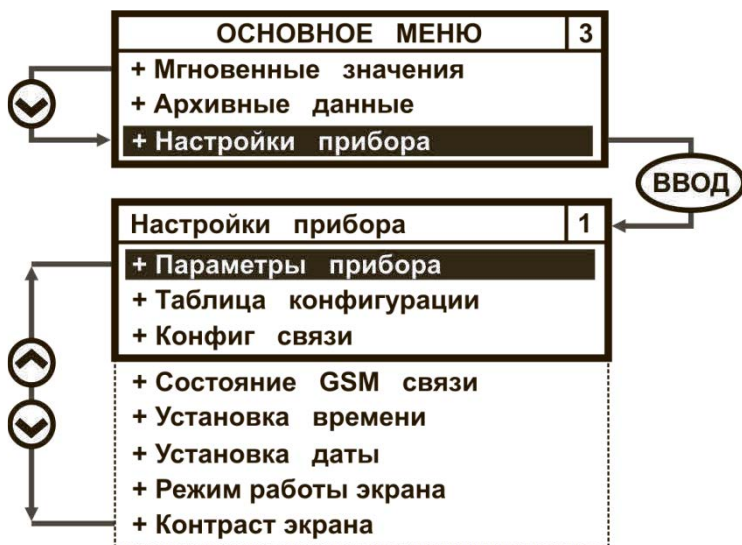 ОСНОВНОЕ МЕНЮ 3
+ Мгновенные значения
+ Архивные данные
+ Настройки прибора
ВВОД
Настройки прибора 1
+ Параметры прибора
+ Таблица конфигурации
+ Конфиг связи
+ Состояние GSM связи
+ Установка времени
+ Установка даты
+ Режим работы экрана
+ Контраст экрана